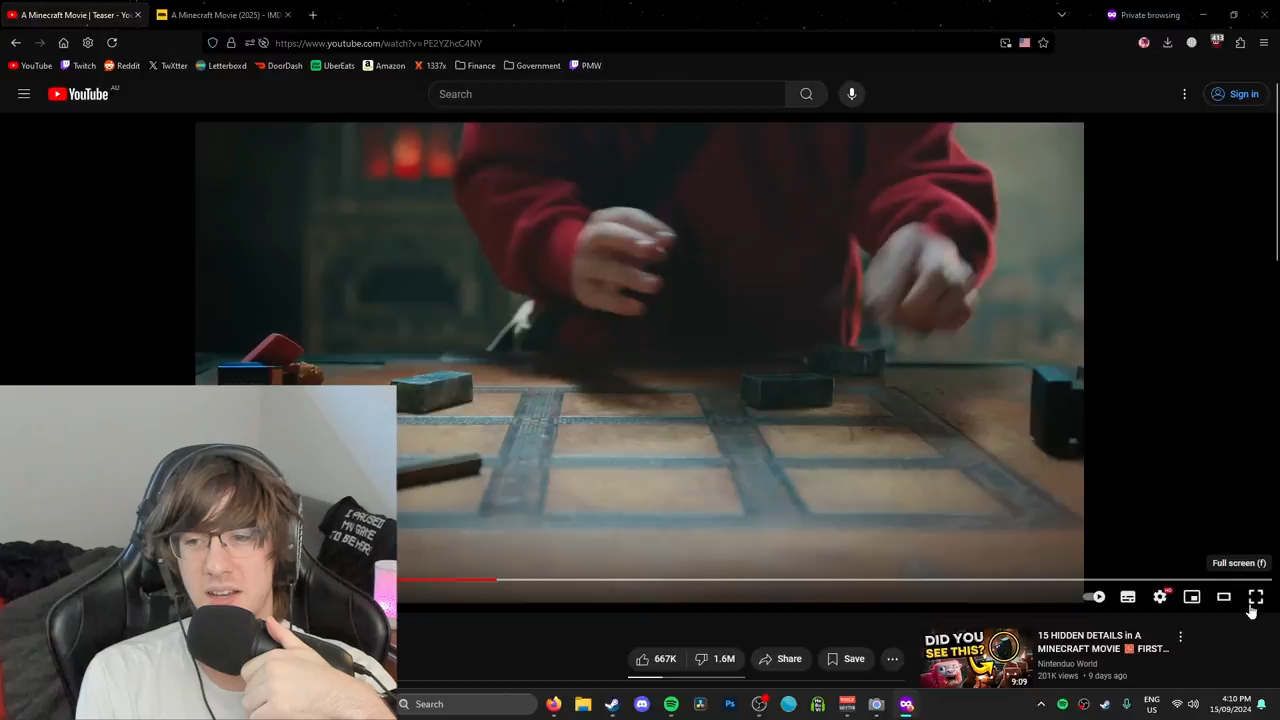 A Minecraft Movie | Teaser - Yo
A Minecraft Movie (2025) - IMD
Private browsing
https://www.youtube.com/watch?v=PE2YZhcC4NY
413
YouTube
Twitch
Reddit
TwXtter
Letterboxd
DoorDash
UberEats
Amazon
1337x
Finance
Government
PMW
YouTube AU
Search
Sign in
I PAUSED
MY GAME
TO BE HERE
Full screen (f)
HD
667K
1.6M
Share
Save
DID YOU
SEE THIS?
9:09
15 HIDDEN DETAILS in A
MINECRAFT MOVIE 🧱 FIRST...
Nintenduo World
201K views • 9 days ago
Search
ENG
US
4:10 PM
15/09/2024